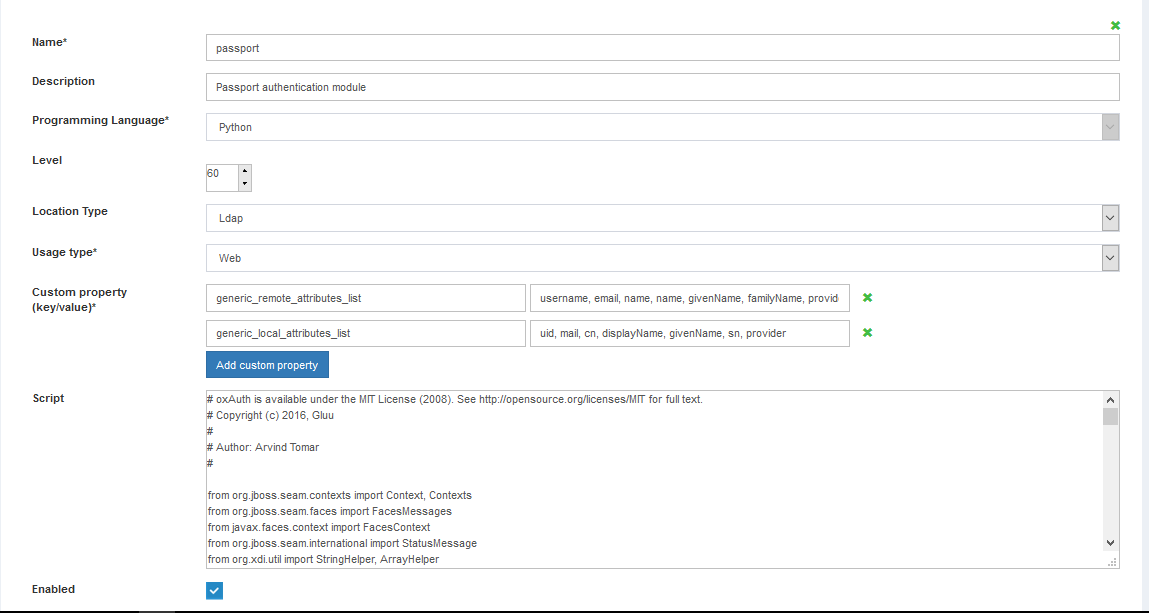 Name*
passport
Description
Passport authentication module
Programming Language*
Python
Level
60
Location Type
Ldap
Usage type*
Web
Custom property
(key/value)*
generic_remote_attributes_list
username, email, name, name, givenName, familyName, provid
generic_local_attributes_list
uid, mail, cn, displayName, givenName, sn, provider
Add custom property
Script
# oxAuth is available under the MIT License (2008). See http://opensource.org/licenses/MIT for full text.
# Copyright (c) 2016, Gluu
#
# Author: Arvind Tomar
#
from org.jboss.seam.contexts import Context, Contexts
from org.jboss.seam.faces import FacesMessages
from javax.faces.context import FacesContext
from org.jboss.seam.international import StatusMessage
from org.xdi.util import StringHelper, ArrayHelper
Enabled